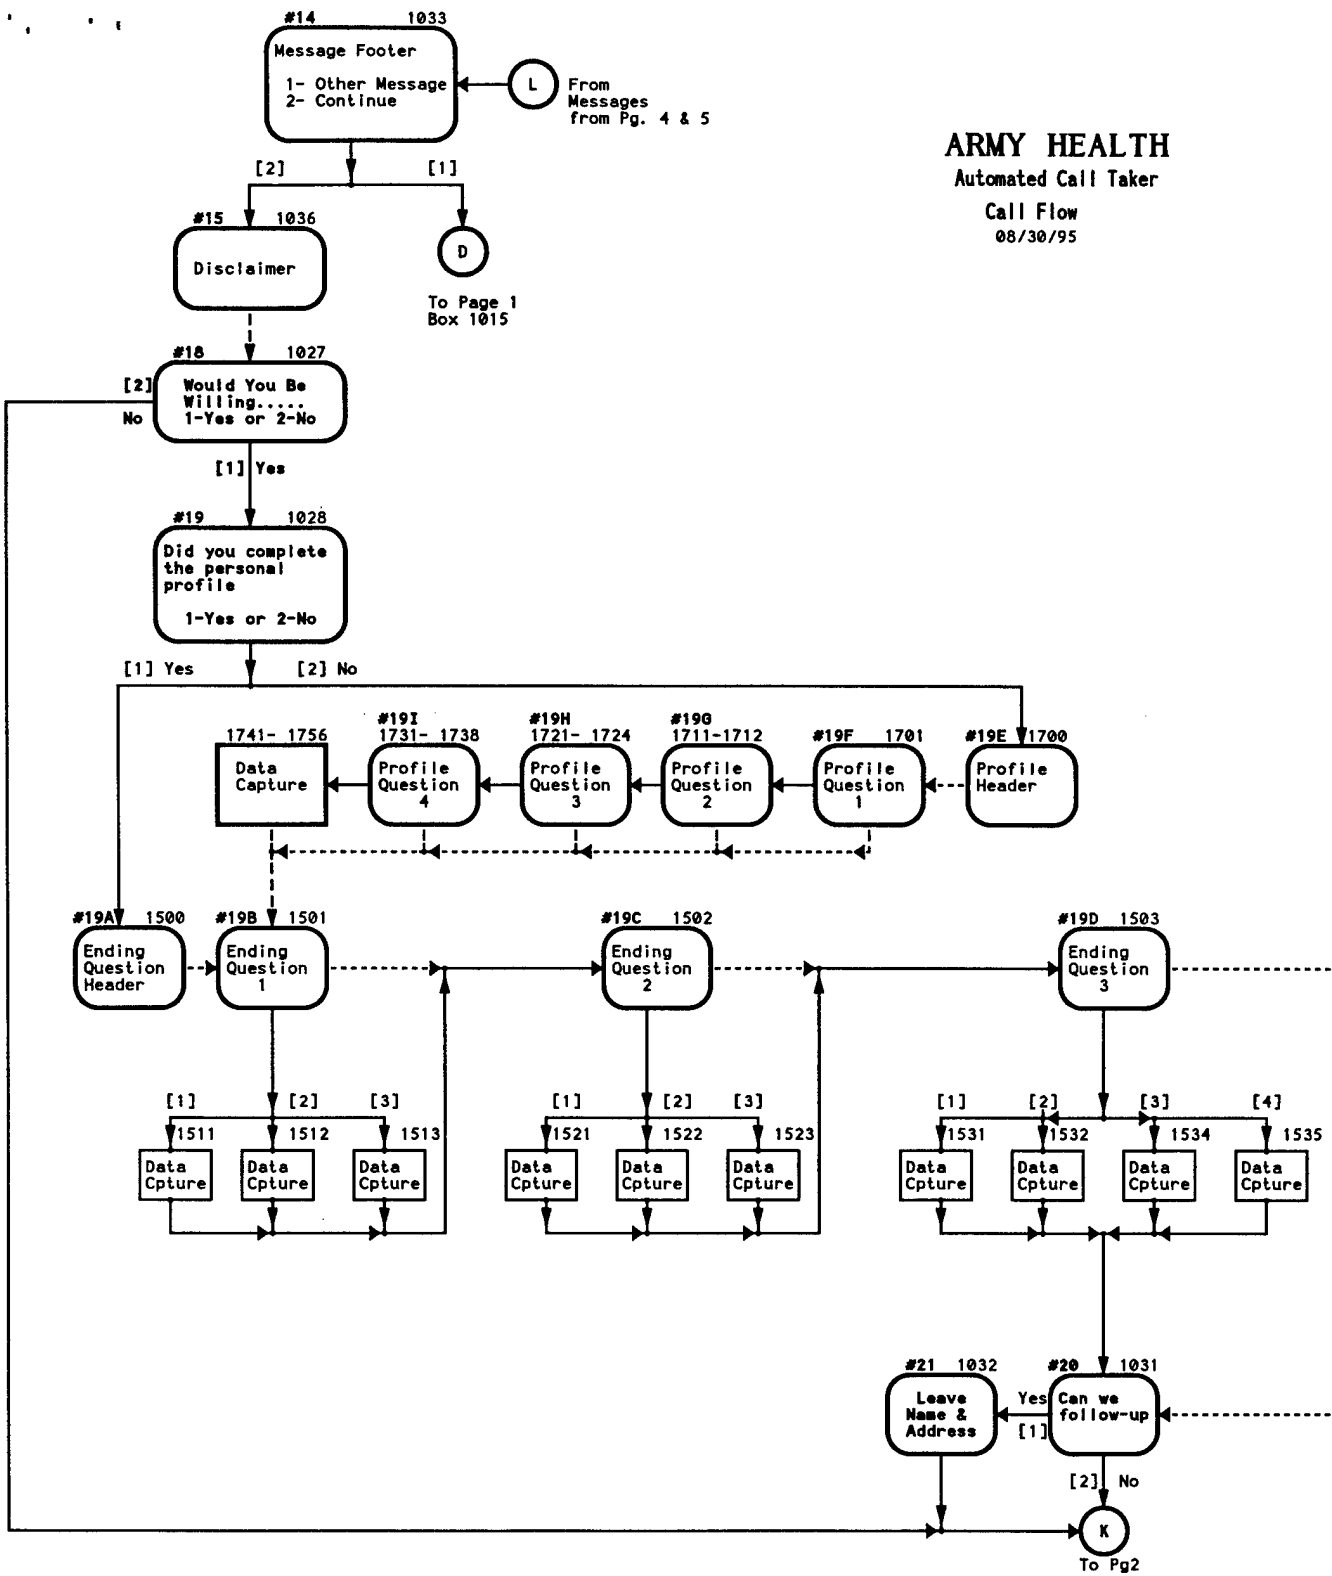 #14 1033
Message Footer
1- Other Message
2- Continue
L
From
Messages
from Pg. 4 & 5
ARMY HEALTH
Automated Call Taker
Call Flow
08/30/95
[2] [1]
#15 1036
Disclaimer
D
To Page 1
Box 1015
#18 1027
[2]
No
Would You Be
Willing.....
1-Yes or 2-No
[1] Yes
#19 1028
Did you complete
the personal
profile
1-Yes or 2-No
[1] Yes [2] No
1741- 1756
Data
Capture
#19I
1731- 1738
Profile
Question
4
#19H
1721- 1724
Profile
Question
3
#19G
1711-1712
Profile
Question
2
#19F 1701
Profile
Question
1
#19E 1700
Profile
Header
#19A 1500
Ending
Question
Header
#19B 1501
Ending
Question
1
#19C 1502
Ending
Question
2
#19D 1503
Ending
Question
3
[1] [2] [3]
1511 1512 1513
Data
Cpture
Data
Cpture
Data
Cpture
[1] [2] [3]
1521 1522 1523
Data
Cpture
Data
Cpture
Data
Cpture
[1] [2] [3] [4]
1531 1532 1534 1535
Data
Cpture
Data
Cpture
Data
Cpture
Data
Cpture
#21 1032
Leave
Name &
Address
Yes
[1]
#20 1031
Can we
follow-up
[2] No
K
To Pg2